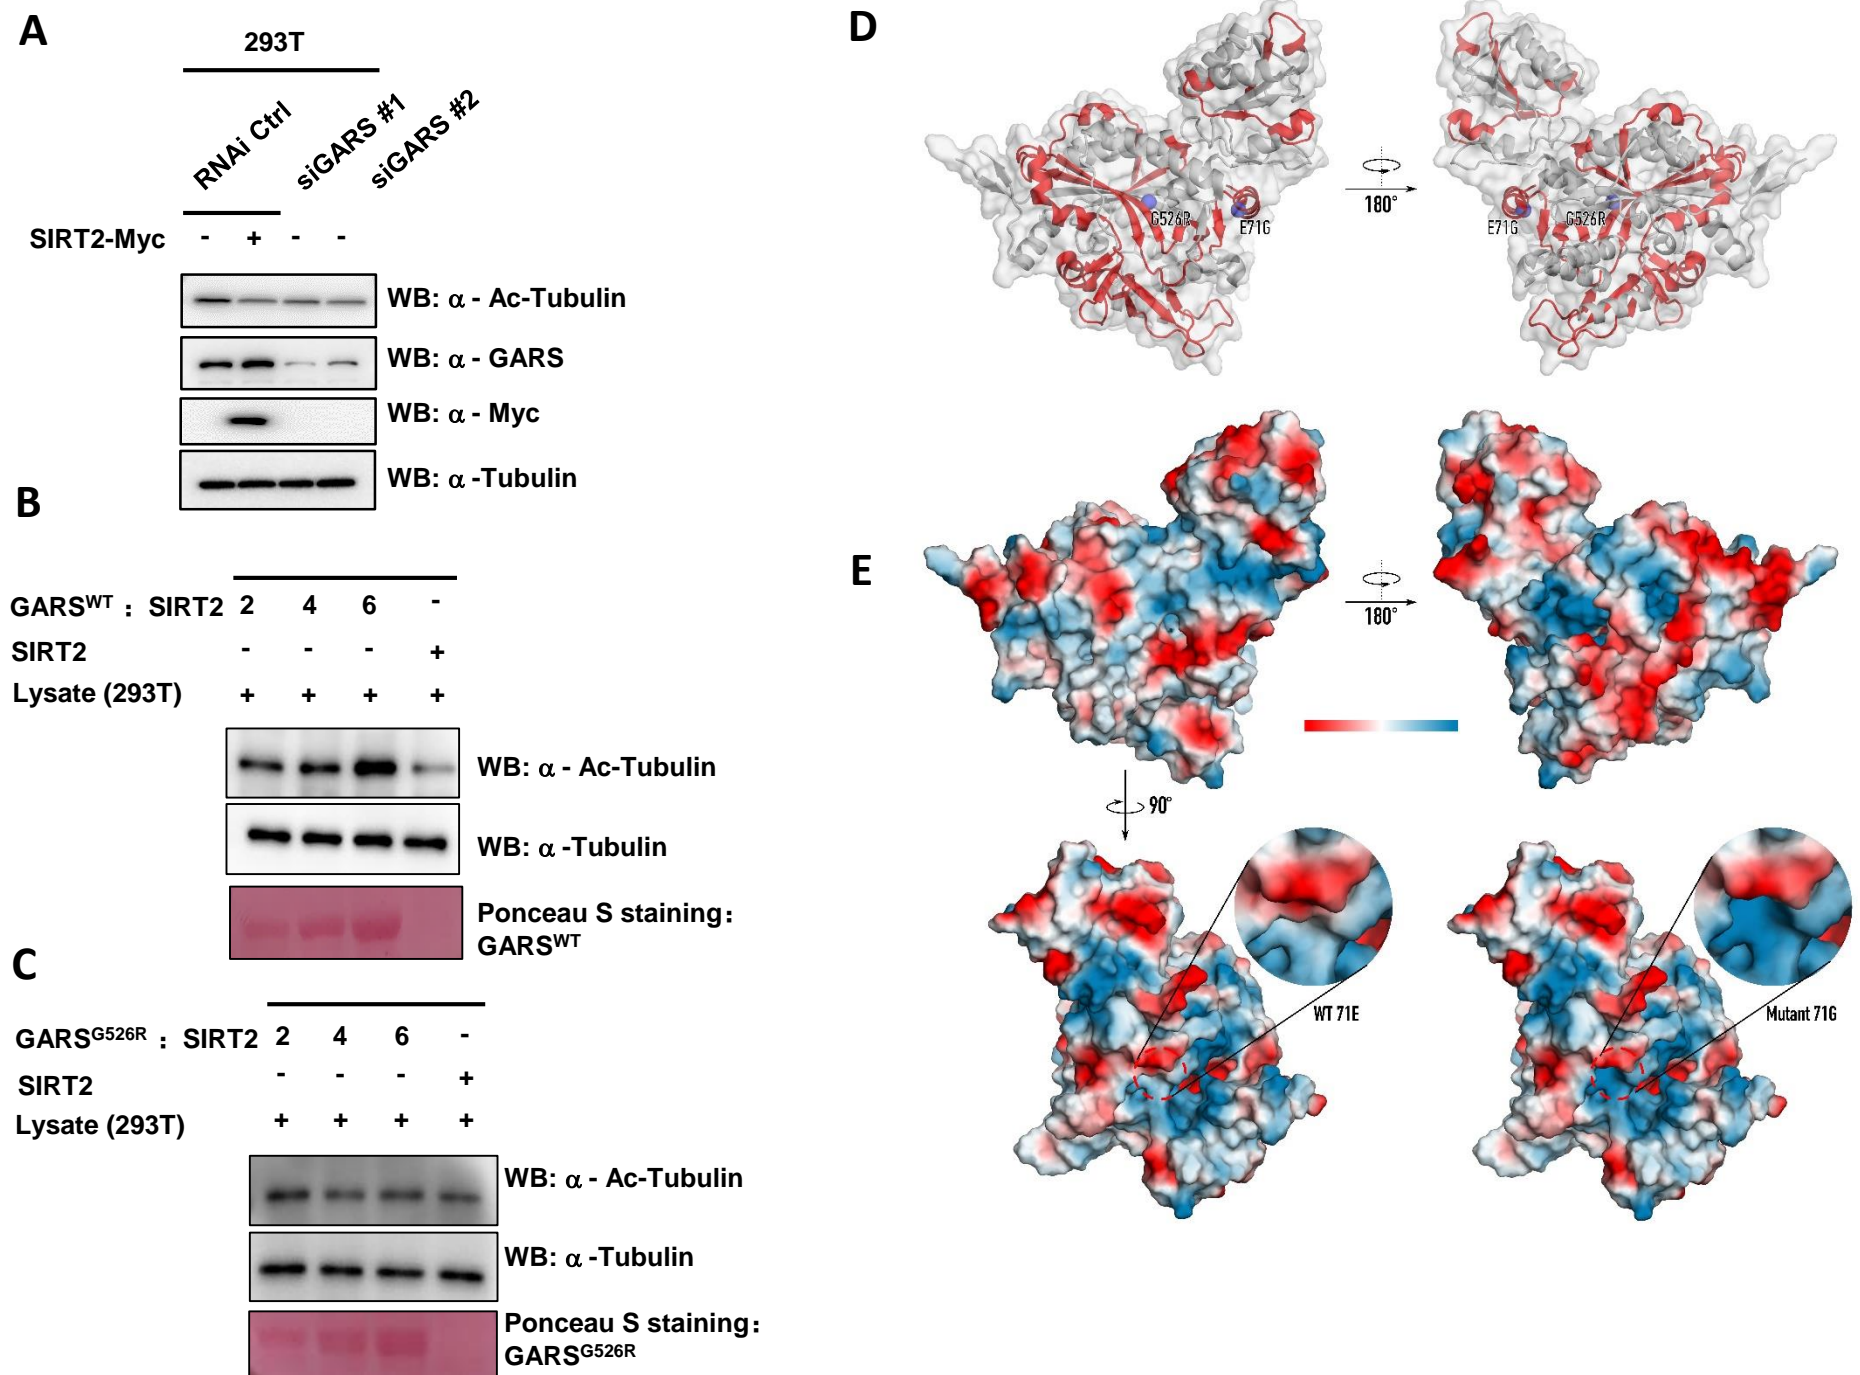 A
293T
RNAi Ctrl
siGARS #1
siGARS #2
SIRT2-Myc - + - -
WB: α - Ac-Tubulin
WB: α - GARS
WB: α - Myc
WB: α -Tubulin
B
GARSWT : SIRT2 2 4 6 -
SIRT2 - - - +
Lysate (293T) + + + +
WB: α - Ac-Tubulin
WB: α -Tubulin
Ponceau S staining:
GARSWT
C
GARSG526R : SIRT2 2 4 6 -
SIRT2 - - - +
Lysate (293T) + + + +
WB: α - Ac-Tubulin
WB: α -Tubulin
Ponceau S staining:
GARSG526R
D
G526R
E71G
180°
E71G
G526R
E
180°
90°
WT 71E
Mutant 71G